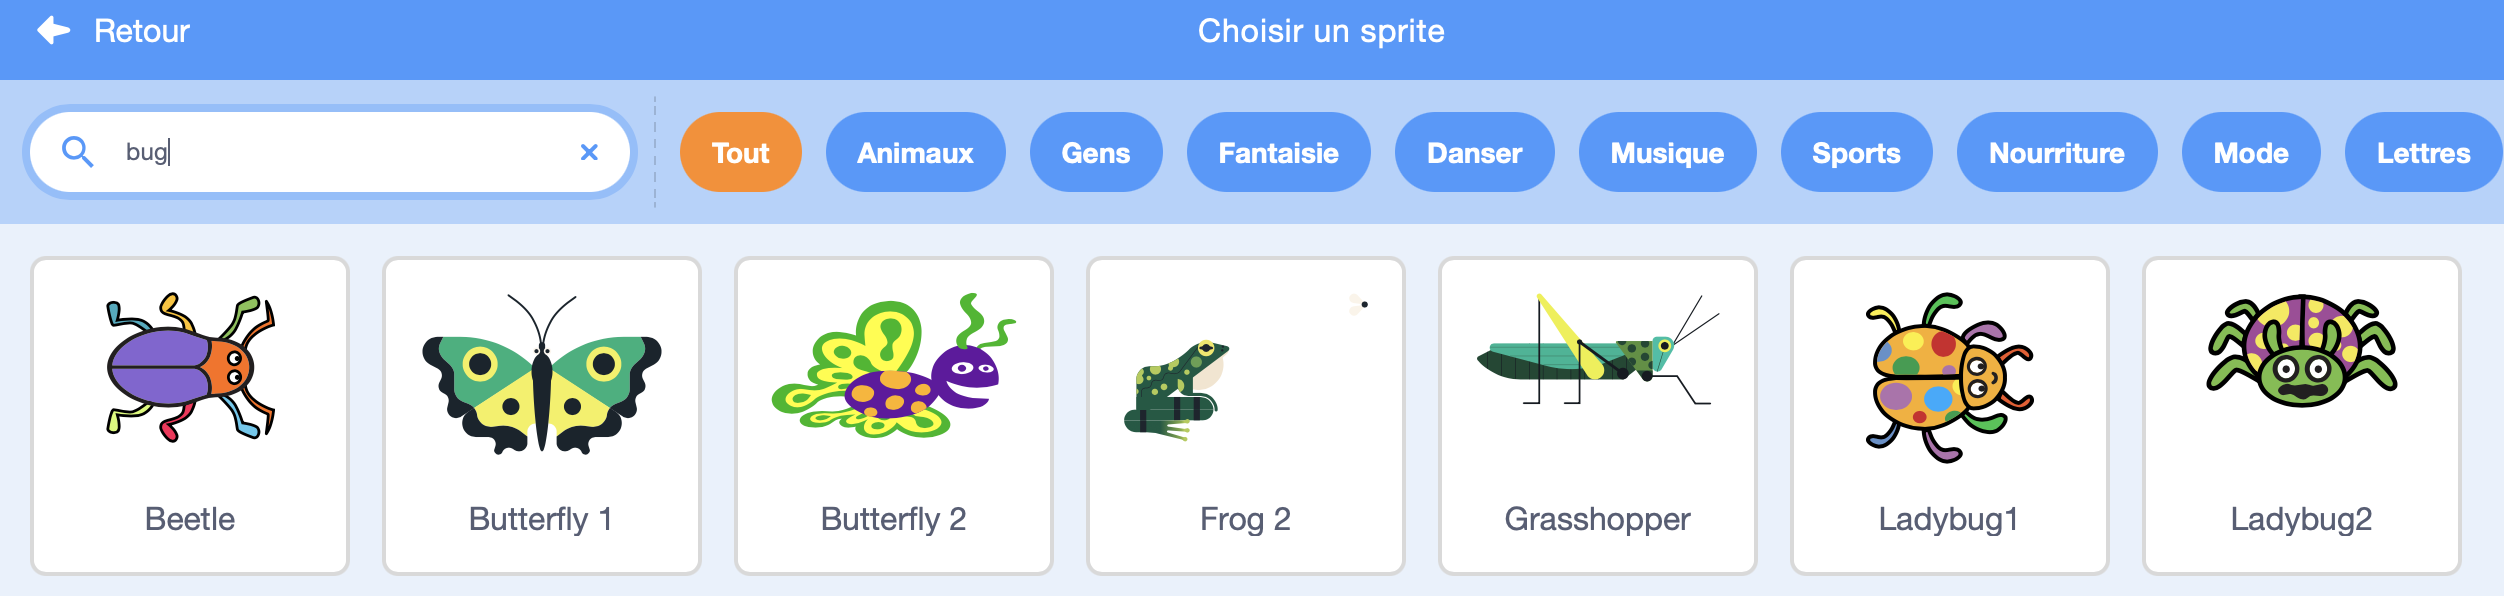 Retour
Choisir un sprite
bug
Tout
Animaux
Gens
Fantaisie
Danser
Musique
Sports
Nourriture
Mode
Lettres
Beetle
Butterfly 1
Butterfly 2
Frog 2
Grasshopper
Ladybug1
Ladybug2